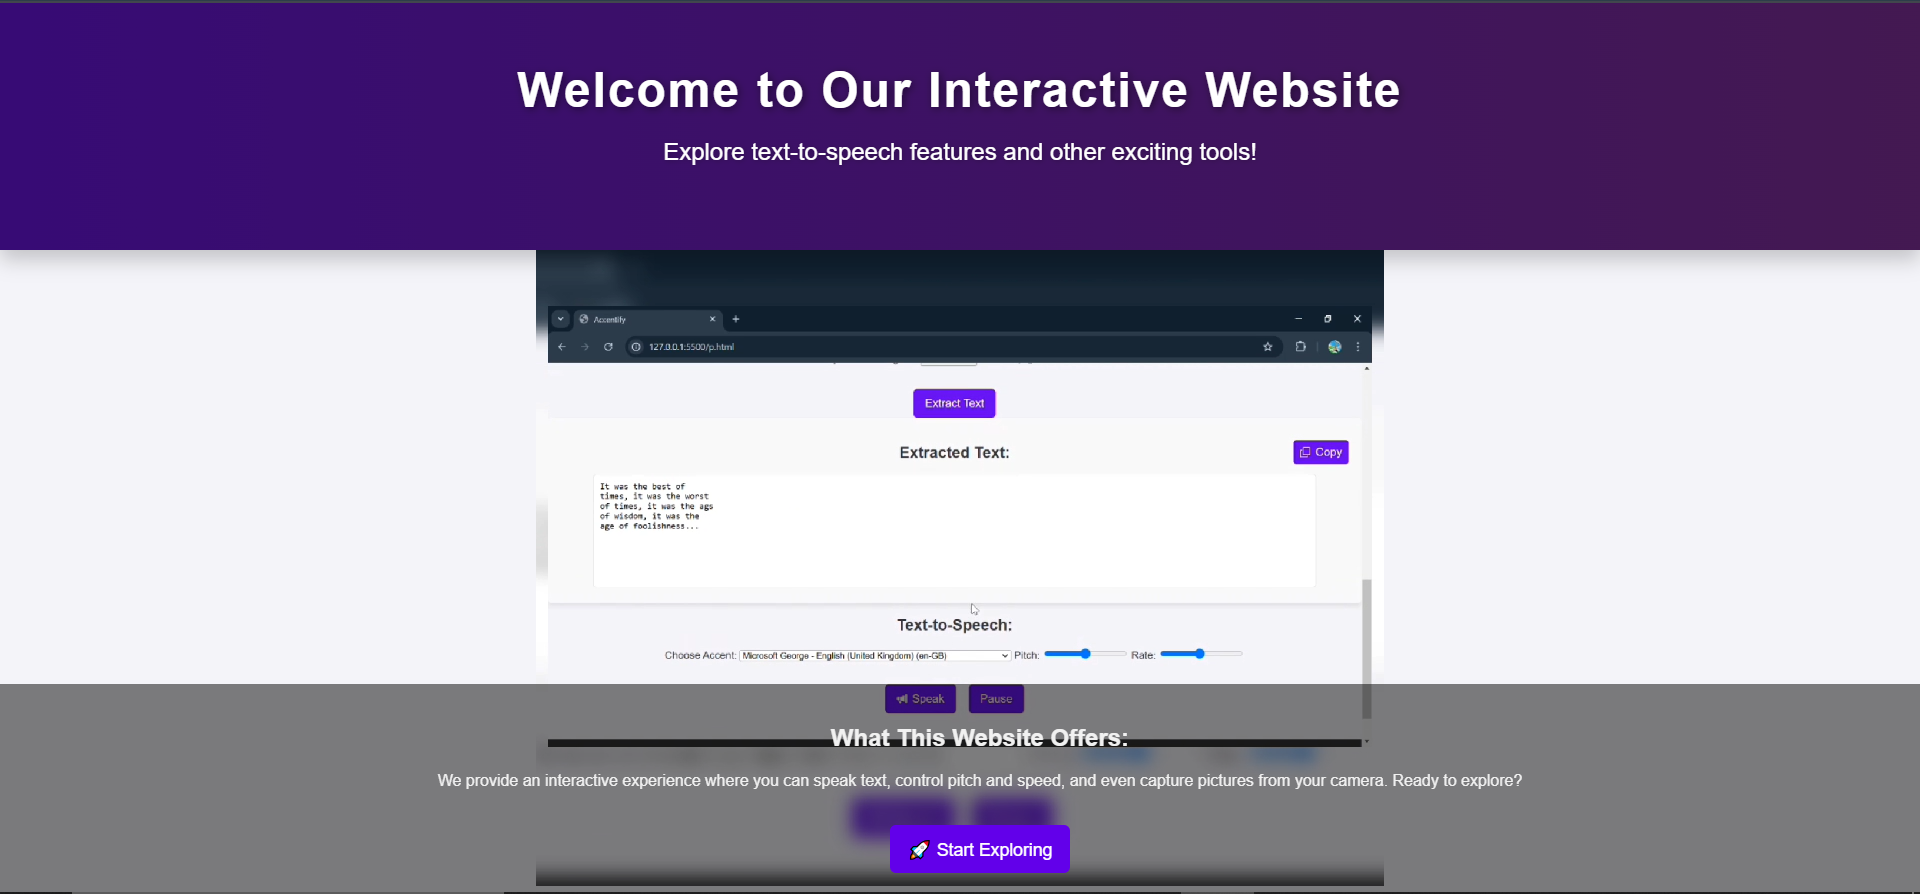 Welcome to Our Interactive Website
Explore text-to-speech features and other exciting tools!
Accentify
127.0.0.1:5500/p.html
Extract Text
Extracted Text:
Copy
It was the best of
times, it was the worst
of times, it was the ags
of wisdom, it was the
age of foolishness...
Text-to-Speech:
Choose Accent: Microsoft George - English (United Kingdom) (en-GB) Pitch: Rate:
Speak Pause
What This Website Offers:
We provide an interactive experience where you can speak text, control pitch and speed, and even capture pictures from your camera. Ready to explore?
🚀 Start Exploring